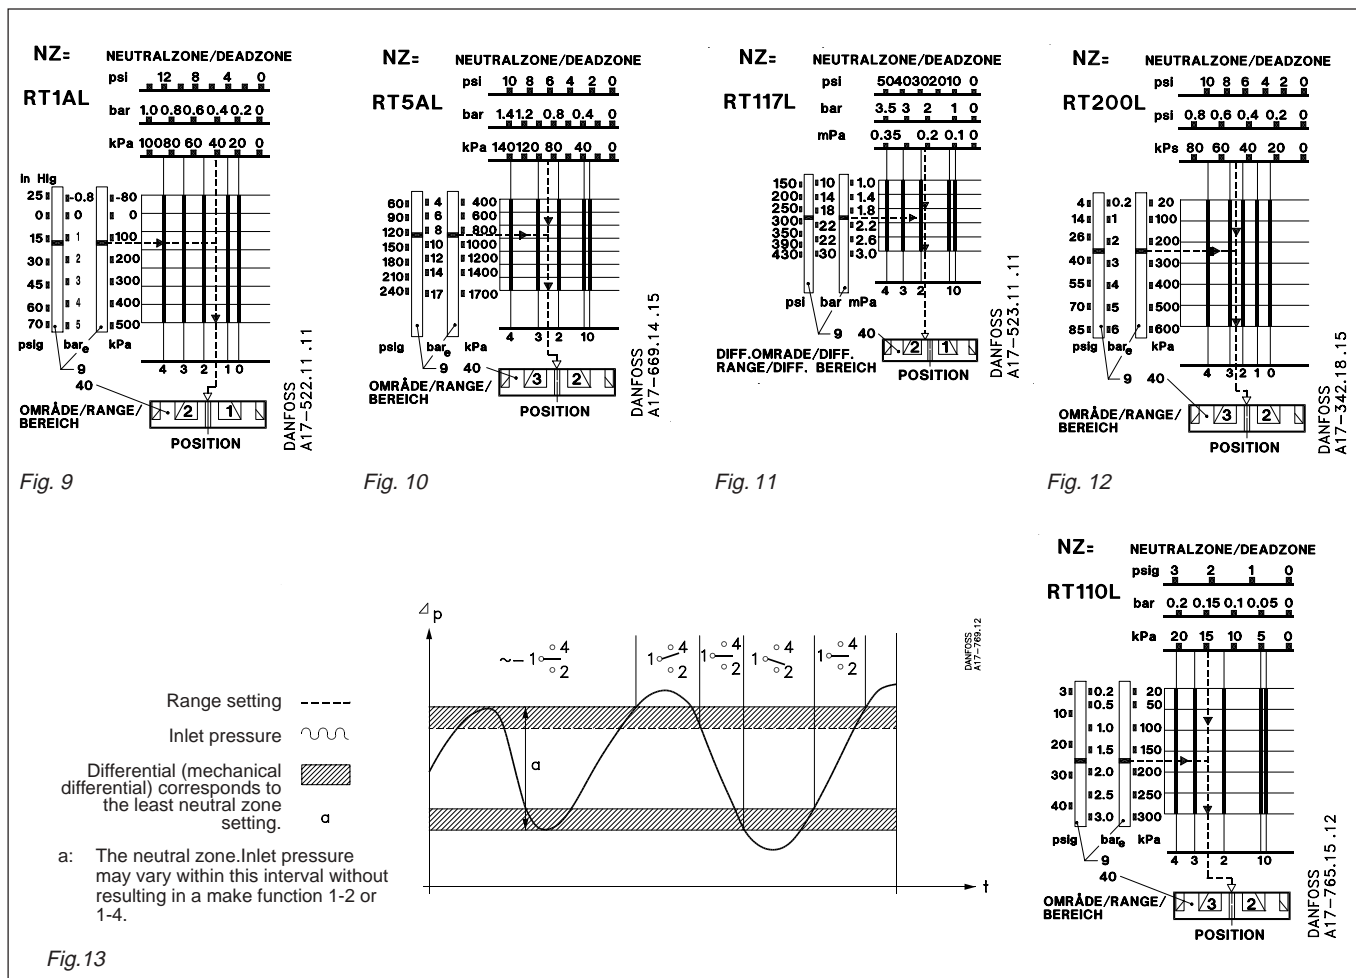 NZ= NEUTRALZONE/DEADZONE
RT1AL
psi 12 8 4 0
bar 1.0 0.8 0.6 0.4 0.2 0
kPa 100 80 60 40 20 0
In Hlg
25 -0.8 -80
0 0 0
15 1 100
30 2 200
45 3 300
60 4 400
70 5 500
psig bare kPa
4 3 2 1 0
9
40
OMRÅDE/RANGE/
BEREICH
2 1
POSITION
DANFOSS
A17-522.11.11
Fig. 9
NZ= NEUTRALZONE/DEADZONE
RT5AL
psi 10 8 6 4 2 0
bar 1.4 1.2 0.8 0.4 0
kPa 140 120 80 40 0
60 4 400
90 6 600
120 8 800
150 10 1000
180 12 1200
210 14 1400
240 17 1700
psig bare kPa
4 3 2 1 0
9
40
OMRÅDE/RANGE/
BEREICH
3 2
POSITION
DANFOSS
A17-669.14.15
Fig. 10
NZ= NEUTRALZONE/DEADZONE
RT117L
psi 50 40 30 20 10 0
bar 3.5 3 2 1 0
mPa 0.35 0.2 0.1 0
150 10 1.0
200 14 1.4
250 18 1.8
300 22 2.2
350 22 2.6
390
430 30 3.0
psi bar mPa
4 3 2 1 0
9
40
DIFF.OMRADE/DIFF.
RANGE/DIFF. BEREICH
2 1
DANFOSS
A17-523.11.11
Fig. 11
NZ= NEUTRALZONE/DEADZONE
RT200L
psi 10 8 6 4 2 0
psi 0.8 0.6 0.4 0.2 0
kPs 80 60 40 20 0
4 0.2 20
14 1 100
26 2 200
40 3 300
55 4 400
70 5 500
85 6 600
psig bare kPa
4 3 2 1 0
9
40
OMRÅDE/RANGE/
BEREICH
3 2
POSITION
DANFOSS
A17-342.18.15
Fig. 12
NZ= NEUTRALZONE/DEADZONE
RT110L
psig 3 2 1 0
bar 0.2 0.15 0.1 0.05 0
kPa 20 15 10 5 0
3 0.2 20
0.5 50
10 1.0 100
20 1.5 150
30 2.0 200
2.5 250
40 3.0 300
psig bare kPa
4 3 2 1 0
9
40
OMRÅDE/RANGE/
BEREICH
3 2
POSITION
DANFOSS
A17-765.15.12
⊿p
~– 1 4 2
1 4 2
1 4 2
1 4 2
1 4 2
DANFOSS
A17-769.12
a
t
Range setting
Inlet pressure
Differential (mechanical
differential) corresponds to
the least neutral zone
setting. a
a: The neutral zone.Inlet pressure
may vary within this interval without
resulting in a make function 1-2 or
1-4.
Fig.13